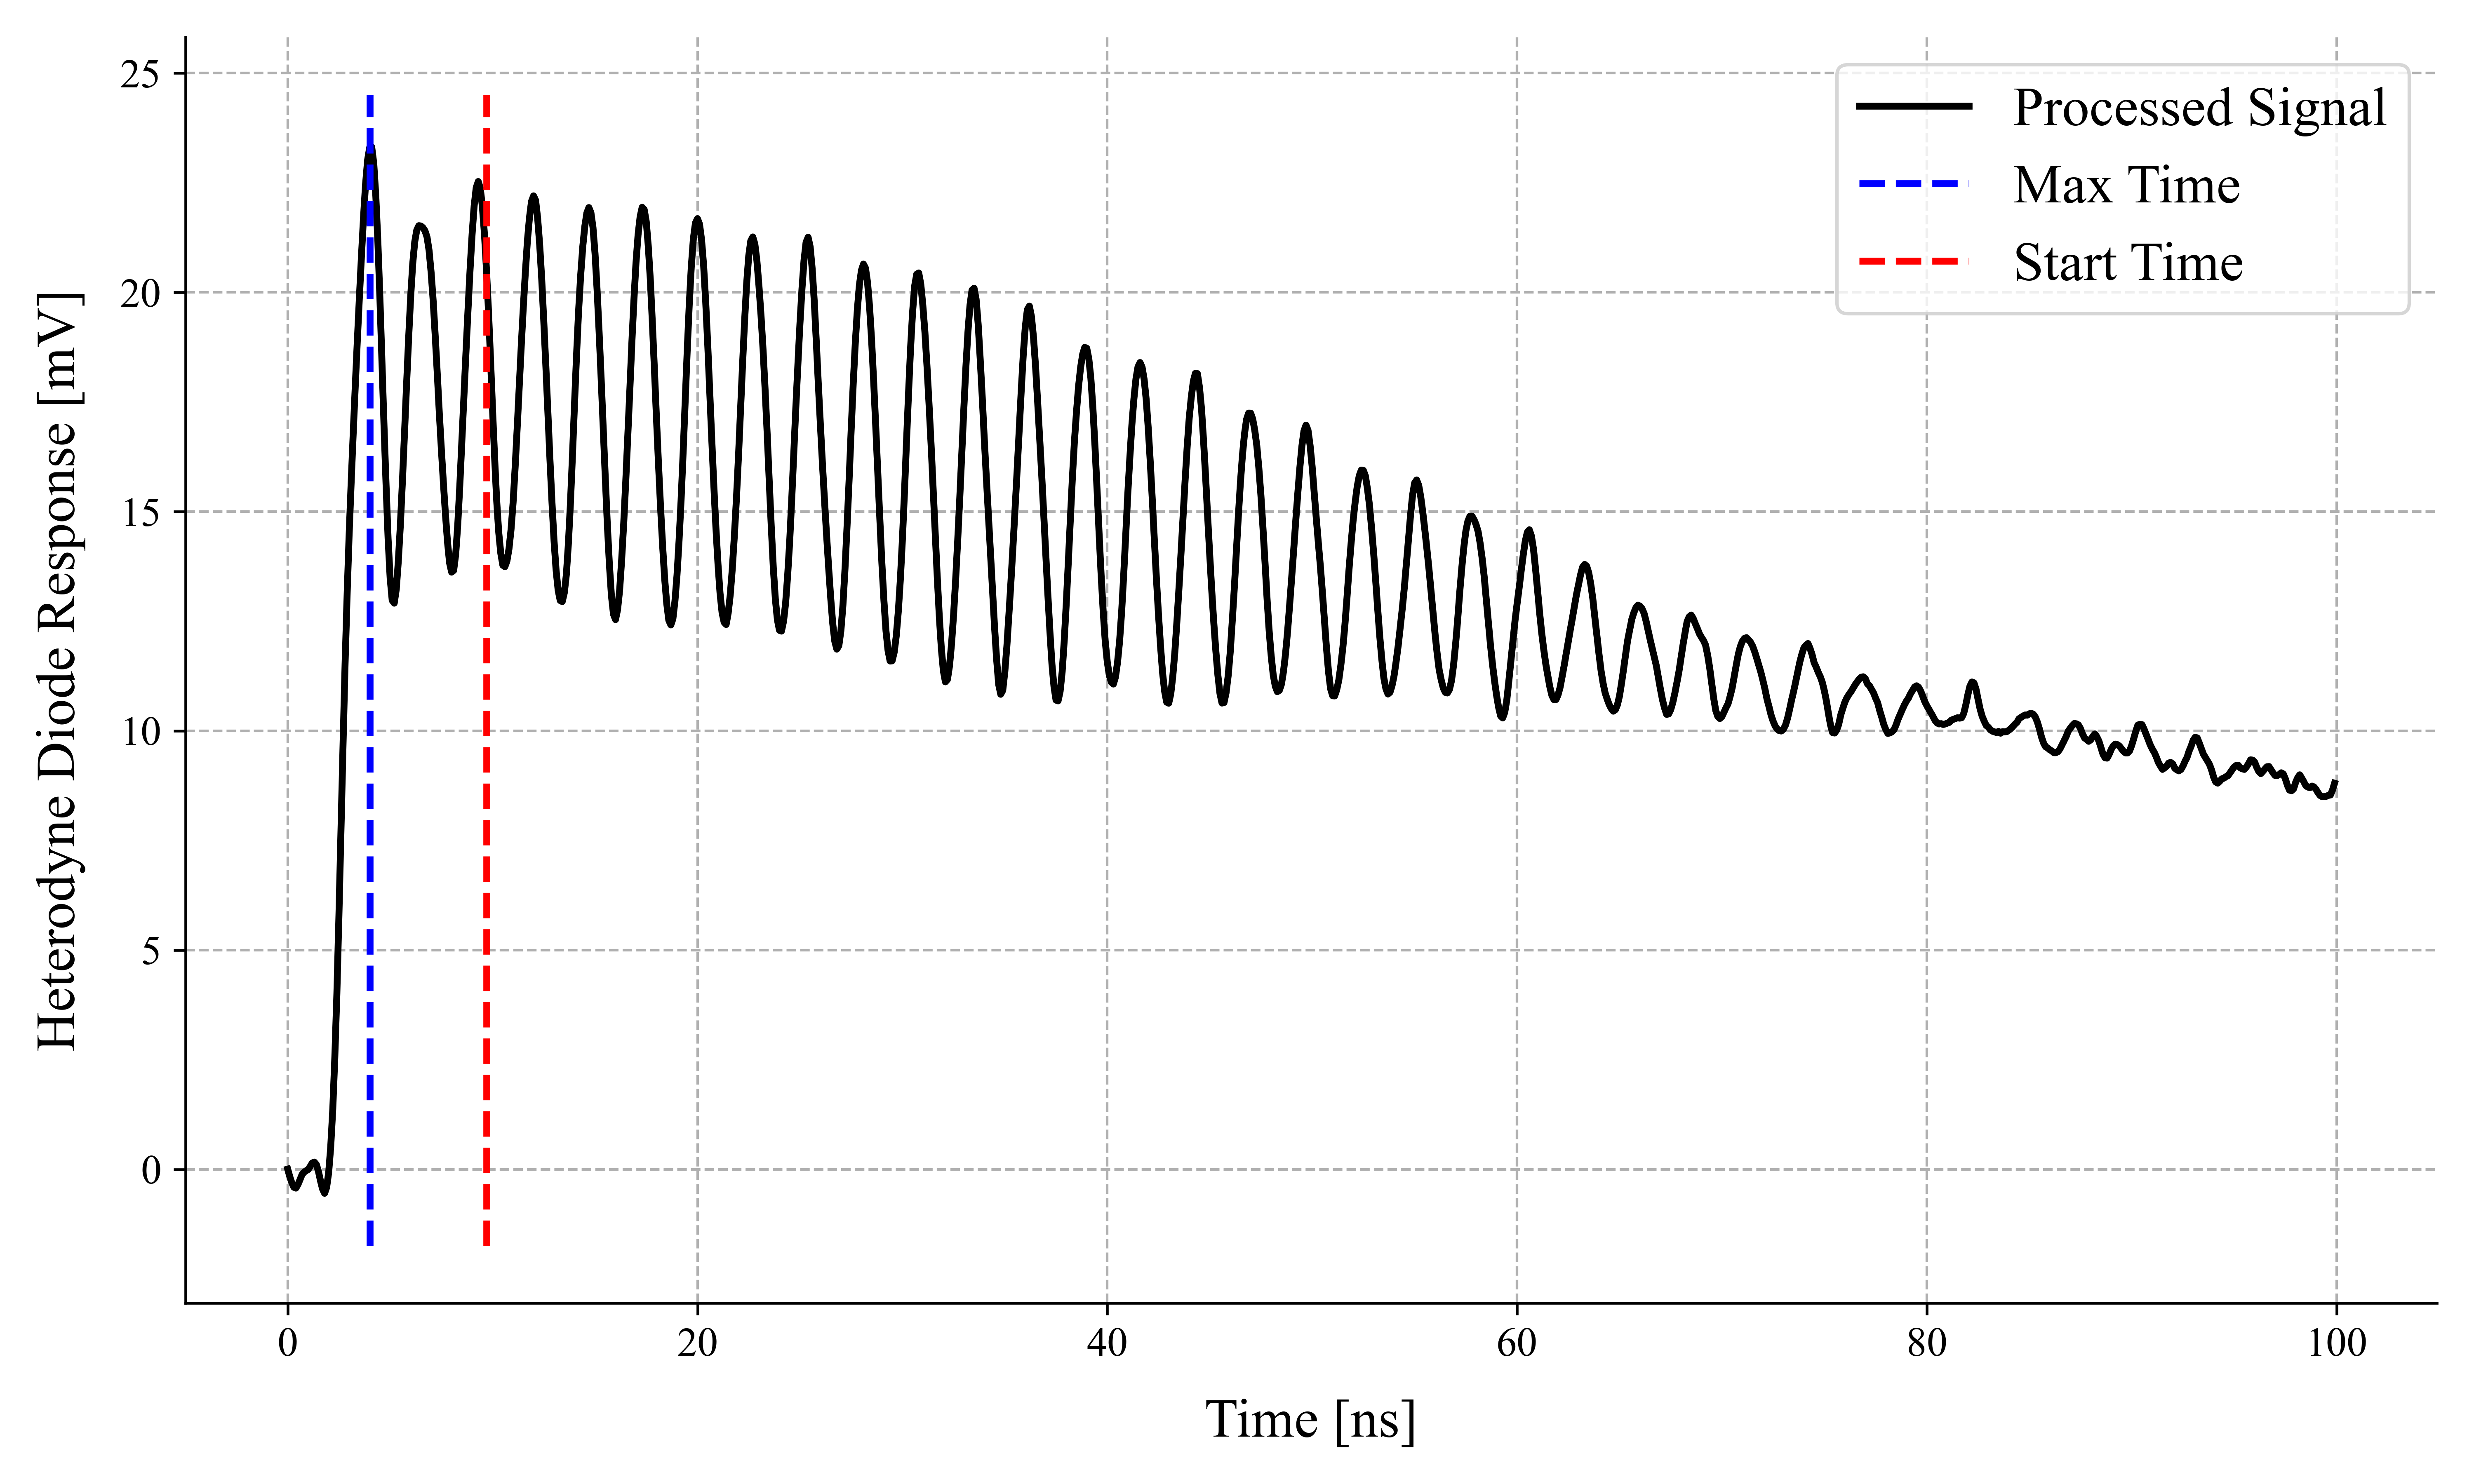 Heterodyne Diode Response [mV]
25
20
15
10
5
0
Processed Signal
Max Time
Start Time
0 20 40 60 80 100
Time [ns]